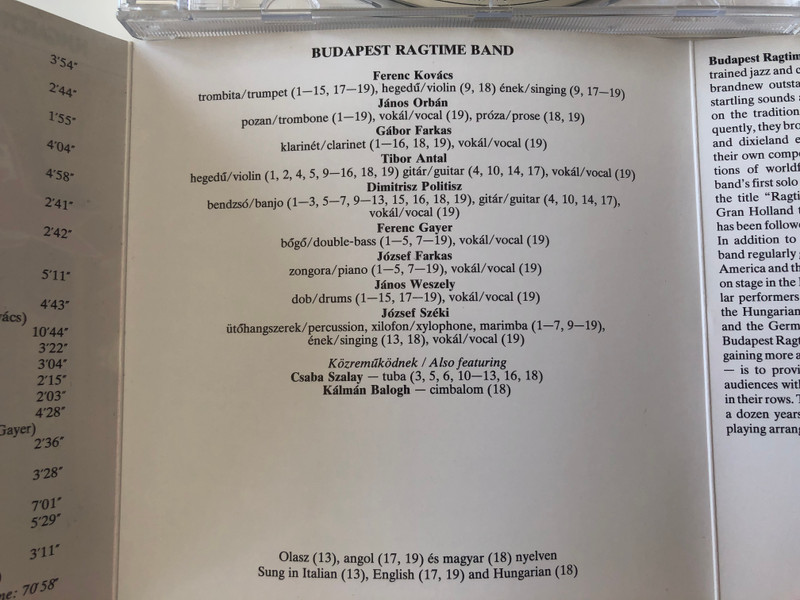 3′54″
2′44″
1′55″
4′04″
4′58″
2′41″
2′42″
5′11″
4′43″
10′44″
3′22″
3′04″
2′15″
2′03″
4′28″
Gayer)
2′36″
3′28″
7′01″
5′29″
3′11″
70′58″
BUDAPEST RAGTIME BAND
Ferenc Kovács
trombita/trumpet (1—15, 17—19), hegedű/violin (9, 18) ének/singing (9, 17—19)
János Orbán
pozan/trombone (1—19), vokál/vocal (19), próza/prose (18, 19)
Gábor Farkas
klarinét/clarinet (1—16, 18, 19), vokál/vocal (19)
Tibor Antal
hegedű/violin (1, 2, 4, 5, 9—16, 18, 19) gitár/guitar (4, 10, 14, 17), vokál/vocal (19)
Dimitrisz Politisz
bendzsó/banjo (1—3, 5—7, 9—13, 15, 16, 18, 19), gitár/guitar (4, 10, 14, 17),
vokál/vocal (19)
Ferenc Gayer
bőgő/double-bass (1—5, 7—19), vokál/vocal (19)
József Farkas
zongora/piano (1—5, 7—19), vokál/vocal (19)
János Weszely
dob/drums (1—15, 17—19), vokál/vocal (19)
József Széki
ütőhangszerek/percussion, xilofon/xylophone, marimba (1—7, 9—19),
ének/singing (13, 18), vokál/vocal (19)
Közreműködnek / Also featuring
Csaba Szalay — tuba (3, 5, 6, 10—13, 16, 18)
Kálmán Balogh — cimbalom (18)
Olasz (13), angol (17, 19) és magyar (18) nyelven
Sung in Italian (13), English (17, 19) and Hungarian (18)
Budapest
trained jazz and
brandnew
startling sounds
on the
quently, they
and dixieland
their own
tions of
band's first solo
the title
Gran Holland
has been
In addition to
band regularly
America and
on stage in the
lar performers
the Hungarian
and the
Budapest
gaining more
— is to
audiences
in their rows.
a dozen years
playing